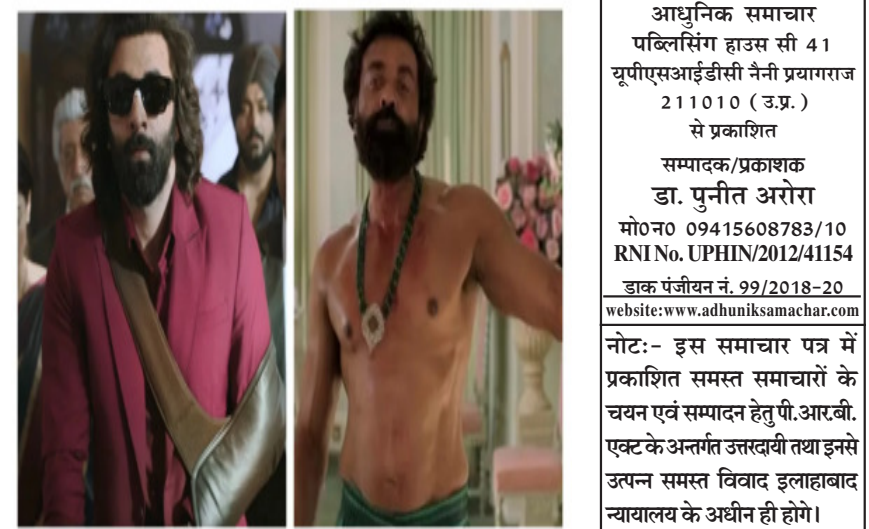 आधुनिक समाचार
पब्लिसिंग हाउस सी 41
यूपीएसआईडीसी नैनी प्रयागराज
211010 ( उ.प्र. )
से प्रकाशित
सम्पादक/प्रकाशक
डा. पुनीत अरोरा
मो0न0 09415608783/10
RNI No. UPHIN/2012/41154
डाक पंजीयन नं. 99/2018-20
website:www.adhuniksamachar.com
नोटः- इस समाचार पत्र में
प्रकाशित समस्त समाचारों के
चयन एवं सम्पादन हेतु पी.आर.बी.
एक्ट के अन्तर्गत उत्तरदायी तथा इनसे
उत्पन्न समस्त विवाद इलाहाबाद
न्यायालय के अधीन ही होगे।